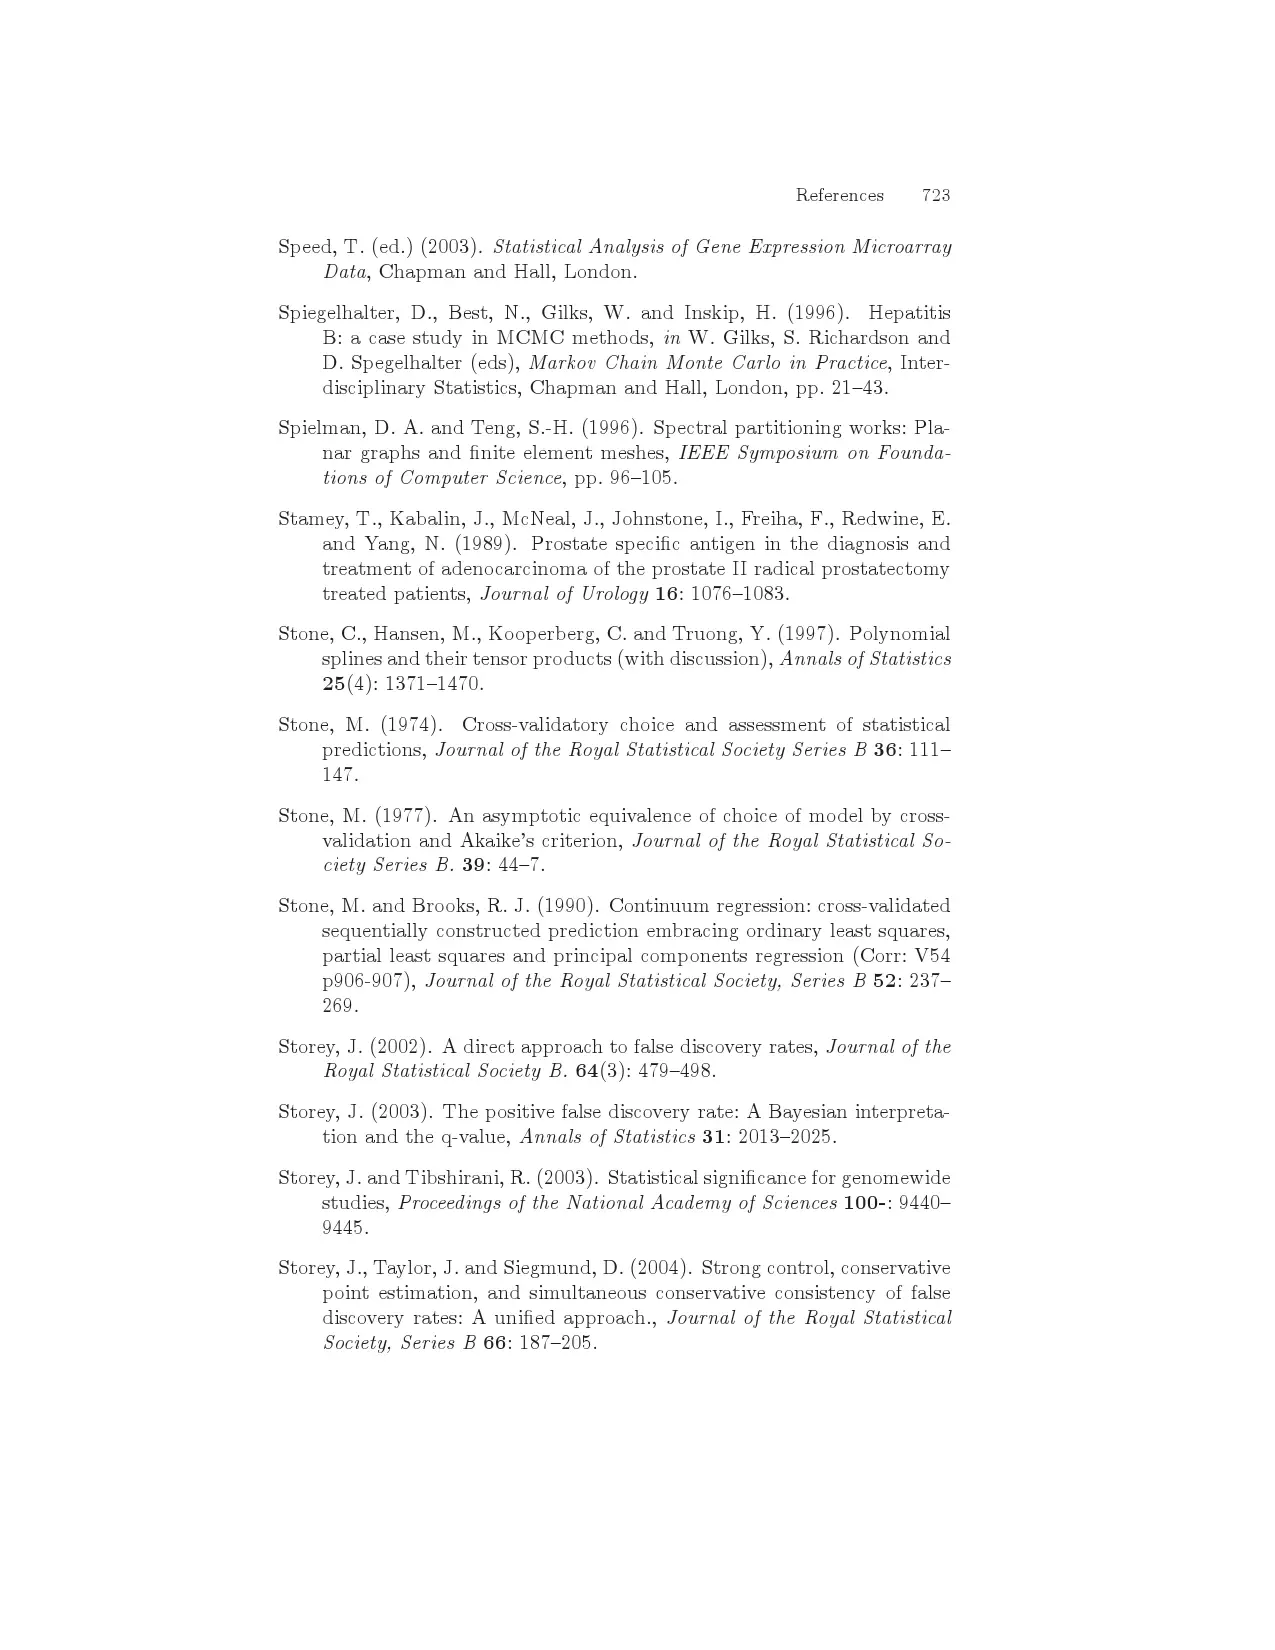 References 723
Speed, T. (ed.) (2003). Statistical Analysis of Gene Expression Microarray
Data, Chapman and Hall, London.
Spiegelhalter, D., Best, N., Gilks, W. and Inskip, H. (1996). Hepatitis
B: a case study in MCMC methods, in W. Gilks, S. Richardson and
D. Spegelhalter (eds), Markov Chain Monte Carlo in Practice, Inter-
disciplinary Statistics, Chapman and Hall, London, pp. 21–43.
Spielman, D. A. and Teng, S.-H. (1996). Spectral partitioning works: Pla-
nar graphs and finite element meshes, IEEE Symposium on Founda-
tions of Computer Science, pp. 96–105.
Stamey, T., Kabalin, J., McNeal, J., Johnstone, I., Freiha, F., Redwine, E.
and Yang, N. (1989). Prostate specific antigen in the diagnosis and
treatment of adenocarcinoma of the prostate II radical prostatectomy
treated patients, Journal of Urology 16: 1076–1083.
Stone, C., Hansen, M., Kooperberg, C. and Truong, Y. (1997). Polynomial
splines and their tensor products (with discussion), Annals of Statistics
25(4): 1371–1470.
Stone, M. (1974). Cross-validatory choice and assessment of statistical
predictions, Journal of the Royal Statistical Society Series B 36: 111–
147.
Stone, M. (1977). An asymptotic equivalence of choice of model by cross-
validation and Akaike's criterion, Journal of the Royal Statistical So-
ciety Series B. 39: 44–7.
Stone, M. and Brooks, R. J. (1990). Continuum regression: cross-validated
sequentially constructed prediction embracing ordinary least squares,
partial least squares and principal components regression (Corr: V54
p906-907), Journal of the Royal Statistical Society, Series B 52: 237–
269.
Storey, J. (2002). A direct approach to false discovery rates, Journal of the
Royal Statistical Society B. 64(3): 479–498.
Storey, J. (2003). The positive false discovery rate: A Bayesian interpreta-
tion and the q-value, Annals of Statistics 31: 2013–2025.
Storey, J. and Tibshirani, R. (2003). Statistical significance for genomewide
studies, Proceedings of the National Academy of Sciences 100-: 9440–
9445.
Storey, J., Taylor, J. and Siegmund, D. (2004). Strong control, conservative
point estimation, and simultaneous conservative consistency of false
discovery rates: A unified approach., Journal of the Royal Statistical
Society, Series B 66: 187–205.